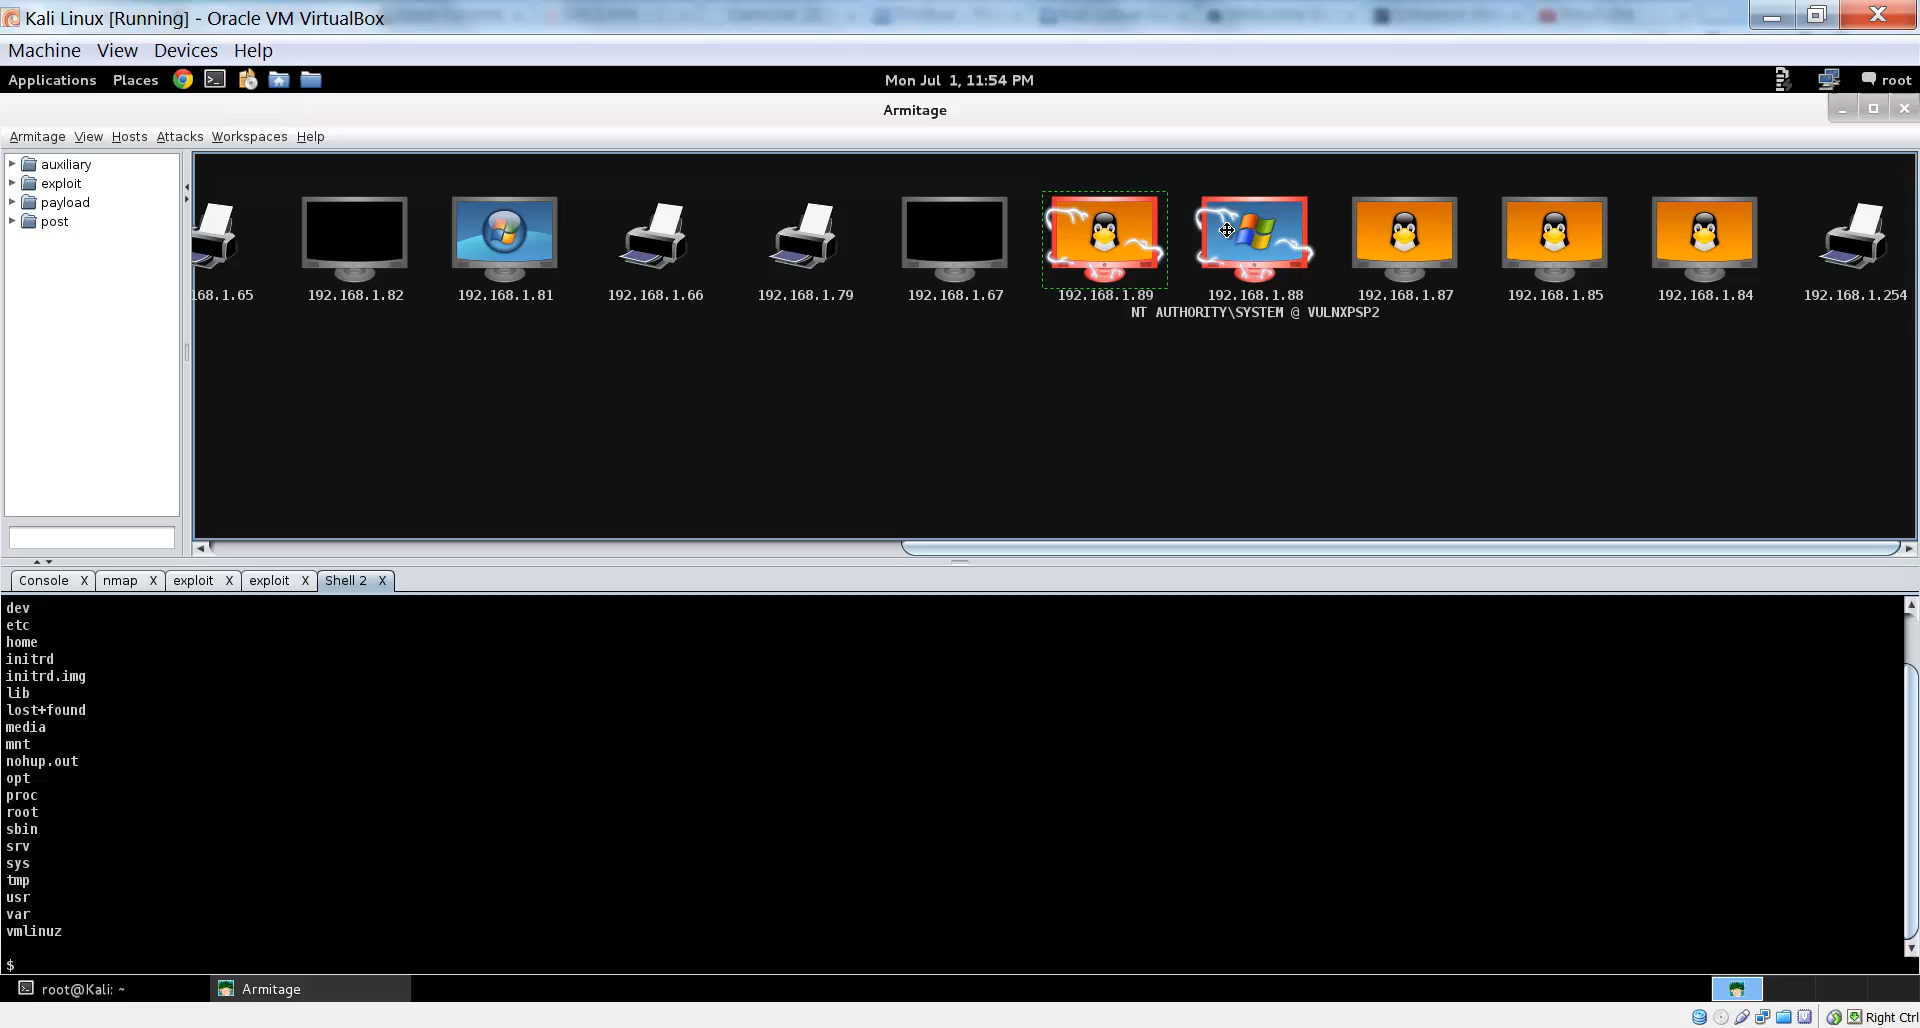 Kali Linux [Running] - Oracle VM VirtualBox
Machine View Devices Help
Applications Places Mon Jul 1, 11:54 PM root
Armitage
Armitage View Hosts Attacks Workspaces Help
auxiliary
exploit
payload
post
168.1.65 192.168.1.82 192.168.1.81 192.168.1.66 192.168.1.79 192.168.1.67 192.168.1.89 192.168.1.88 192.168.1.87 192.168.1.85 192.168.1.84 192.168.1.254
NT AUTHORITY\SYSTEM @ VULNXPSP2
Console X nmap X exploit X exploit X Shell 2 X
dev
etc
home
initrd
initrd.img
lib
lost+found
media
mnt
nohup.out
opt
proc
root
sbin
srv
sys
tmp
usr
var
vmlinuz
$
root@Kali: ~ Armitage
Right Ctrl